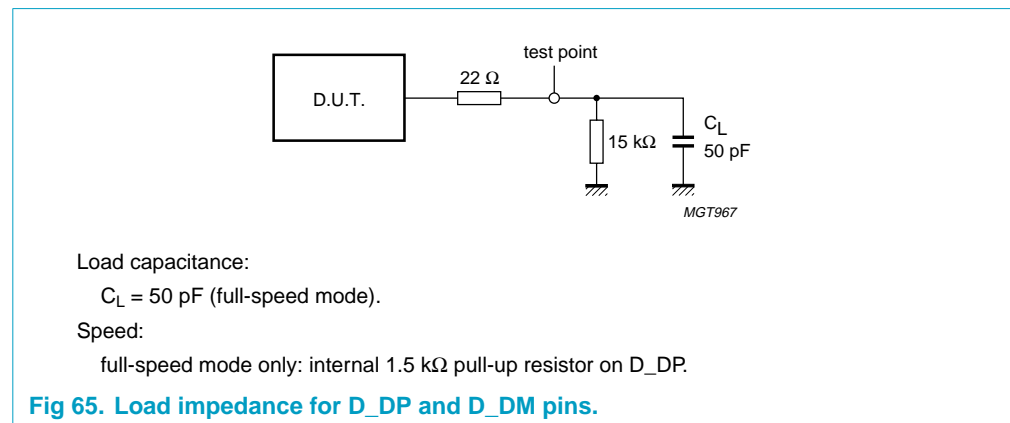 test point
22 Ω
D.U.T.
15 kΩ
CL
50 pF
MGT967
Load capacitance:
CL = 50 pF (full-speed mode).
Speed:
full-speed mode only: internal 1.5 kΩ pull-up resistor on D_DP.
Fig 65. Load impedance for D_DP and D_DM pins.